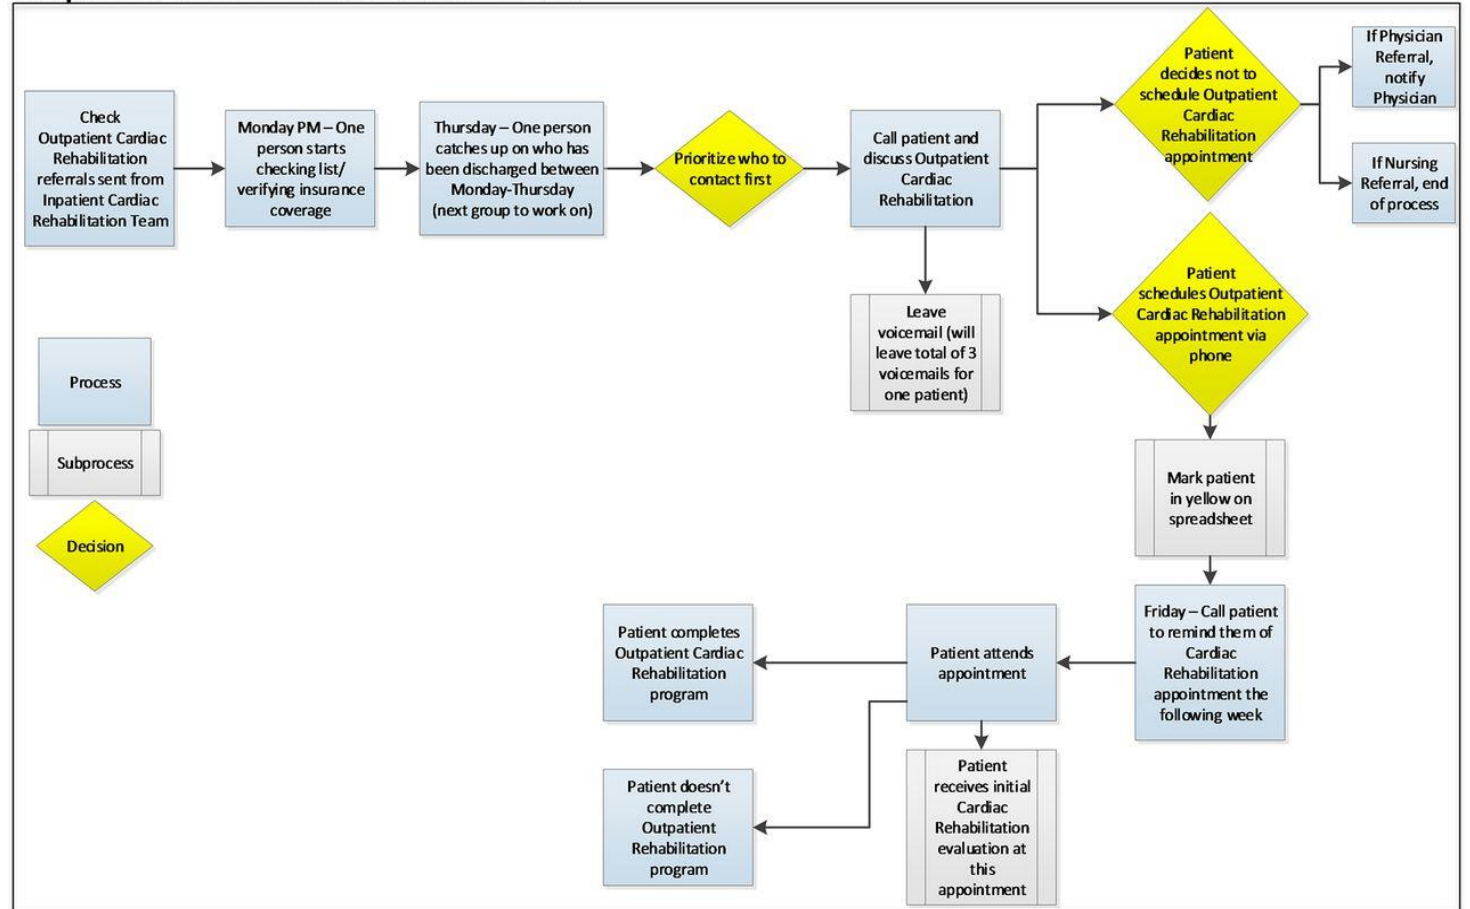 Check
Outpatient Cardiac
Rehabilitation
referrals sent from
Inpatient Cardiac
Rehabilitation Team
Monday PM – One
person starts
checking list/
verifying insurance
coverage
Thursday – One person
catches up on who has
been discharged between
Monday-Thursday
(next group to work on)
Prioritize who to
contact first
Call patient and
discuss Outpatient
Cardiac
Rehabilitation
Patient
decides not to
schedule Outpatient
Cardiac
Rehabilitation
appointment
If Physician
Referral,
notify
Physician
If Nursing
Referral, end
of process
Leave
voicemail (will
leave total of 3
voicemails for
one patient)
Patient
schedules Outpatient
Cardiac Rehabilitation
appointment via
phone
Process
Subprocess
Decision
Mark patient
in yellow on
spreadsheet
Friday – Call patient
to remind them of
Cardiac
Rehabilitation
appointment the
following week
Patient attends
appointment
Patient completes
Outpatient Cardiac
Rehabilitation
program
Patient doesn't
complete
Outpatient
Rehabilitation
program
Patient
receives initial
Cardiac
Rehabilitation
evaluation at
this
appointment